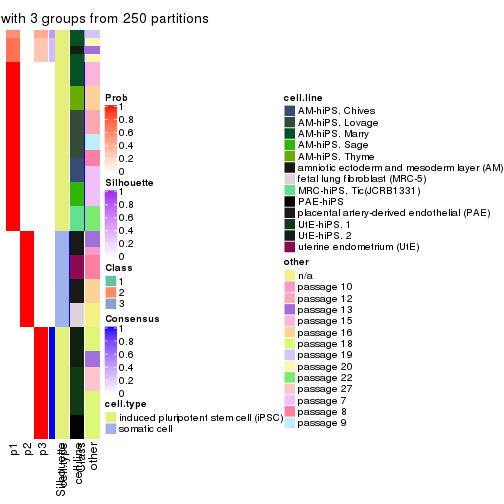 with 3 groups from 250 partitions
Prob
1
0.8
0.6
0.4
0.2
0
Silhouette
1
0.8
0.6
0.4
0.2
0
Class
1
2
3
Consensus
1
0.8
0.6
0.4
0.2
0
cell.type
induced pluripotent stem cell (iPSC)
somatic cell
cell.line
AM-hiPS. Chives
AM-hiPS. Lovage
AM-hiPS. Marry
AM-hiPS. Sage
AM-hiPS. Thyme
amniotic ectoderm and mesoderm layer (AM)
fetal lung fibroblast (MRC-5)
MRC-hiPS. Tic(JCRB1331)
PAE-hiPS
placental artery-derived endothelial (PAE)
UtE-hiPS. 1
UtE-hiPS. 2
uterine endometrium (UtE)
other
n/a
passage 10
passage 12
passage 13
passage 15
passage 16
passage 18
passage 19
passage 20
passage 22
passage 27
passage 7
passage 8
passage 9
p1
p2
p3
Silhouette
cell.type
cell.line
Class
other